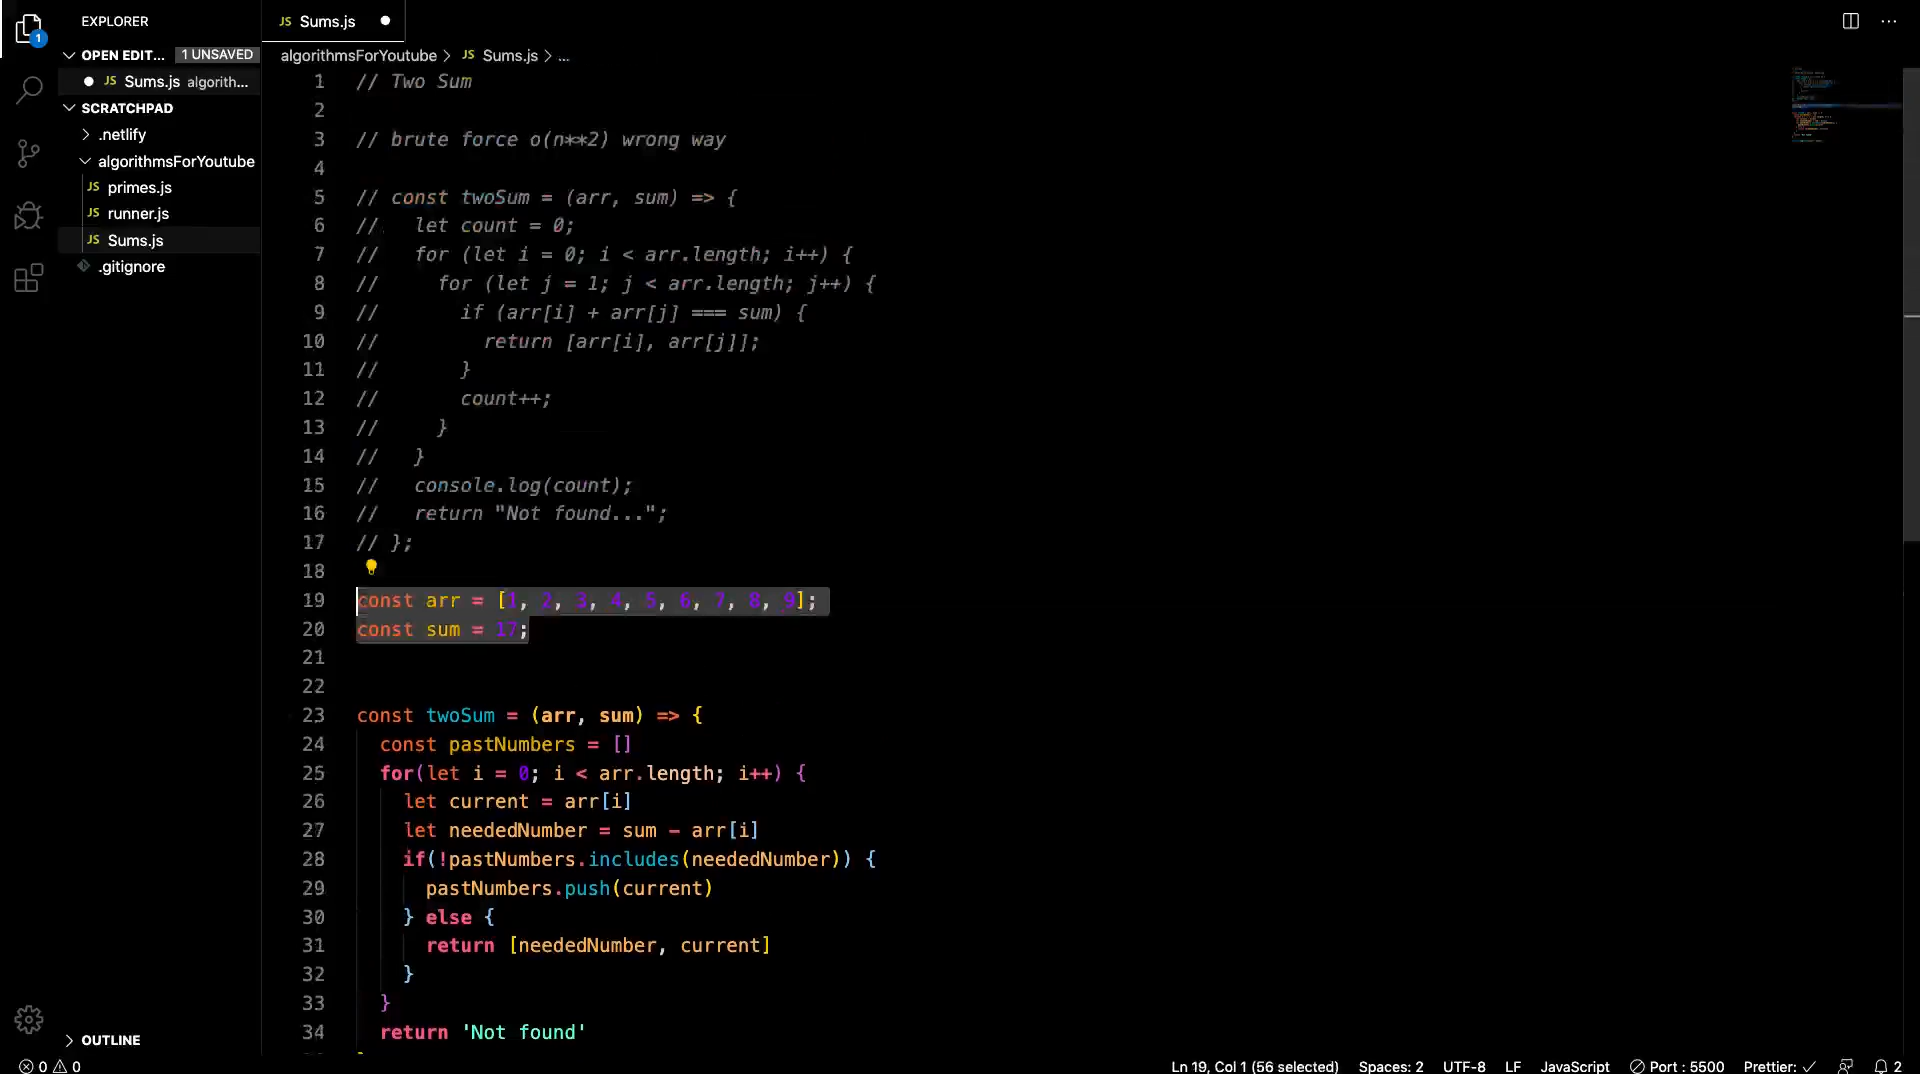 EXPLORER
OPEN EDIT... 1 UNSAVED
JS Sums.js algorith...
SCRATCHPAD
.netlify
algorithmsForYoutube
JS primes.js
JS runner.js
JS Sums.js
.gitignore
OUTLINE
1
JS Sums.js
algorithmsForYoutube > JS Sums.js > ...
1 // Two Sum
2
3 // brute force o(n**2) wrong way
4
5 // const twoSum = (arr, sum) => {
6 //   let count = 0;
7 //   for (let i = 0; i < arr.length; i++) {
8 //     for (let j = 1; j < arr.length; j++) {
9 //       if (arr[i] + arr[j] === sum) {
10 //         return [arr[i], arr[j]];
11 //       }
12 //       count++;
13 //     }
14 //   }
15 //   console.log(count);
16 //   return "Not found...";
17 // };
18
19 const arr = [1, 2, 3, 4, 5, 6, 7, 8, 9];
20 const sum = 17;
21
22
23 const twoSum = (arr, sum) => {
24   const pastNumbers = []
25   for(let i = 0; i < arr.length; i++) {
26     let current = arr[i]
27     let neededNumber = sum - arr[i]
28     if(!pastNumbers.includes(neededNumber)) {
29       pastNumbers.push(current)
30     } else {
31       return [neededNumber, current]
32     }
33   }
34   return 'Not found'
0 0 Ln 19, Col 1 (56 selected) Spaces: 2 UTF-8 LF JavaScript Port : 5500 Prettier: ✓ 2